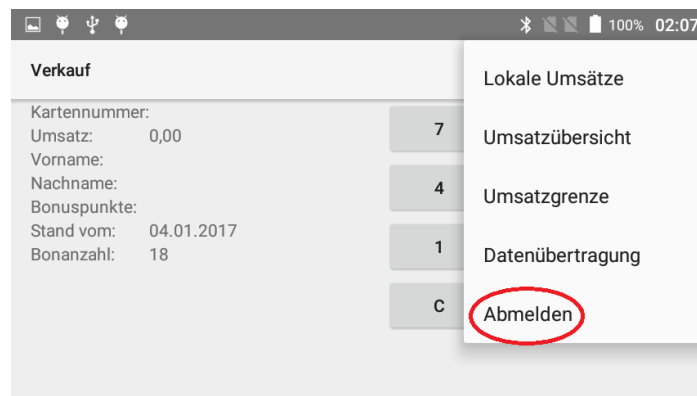 100% 02:07
Verkauf
Kartennummer:
Umsatz: 0,00
Vorname:
Nachname:
Bonuspunkte:
Stand vom: 04.01.2017
Bonanzahl: 18
7
4
1
C
Lokale Umsätze
Umsatzübersicht
Umsatzgrenze
Datenübertragung
Abmelden